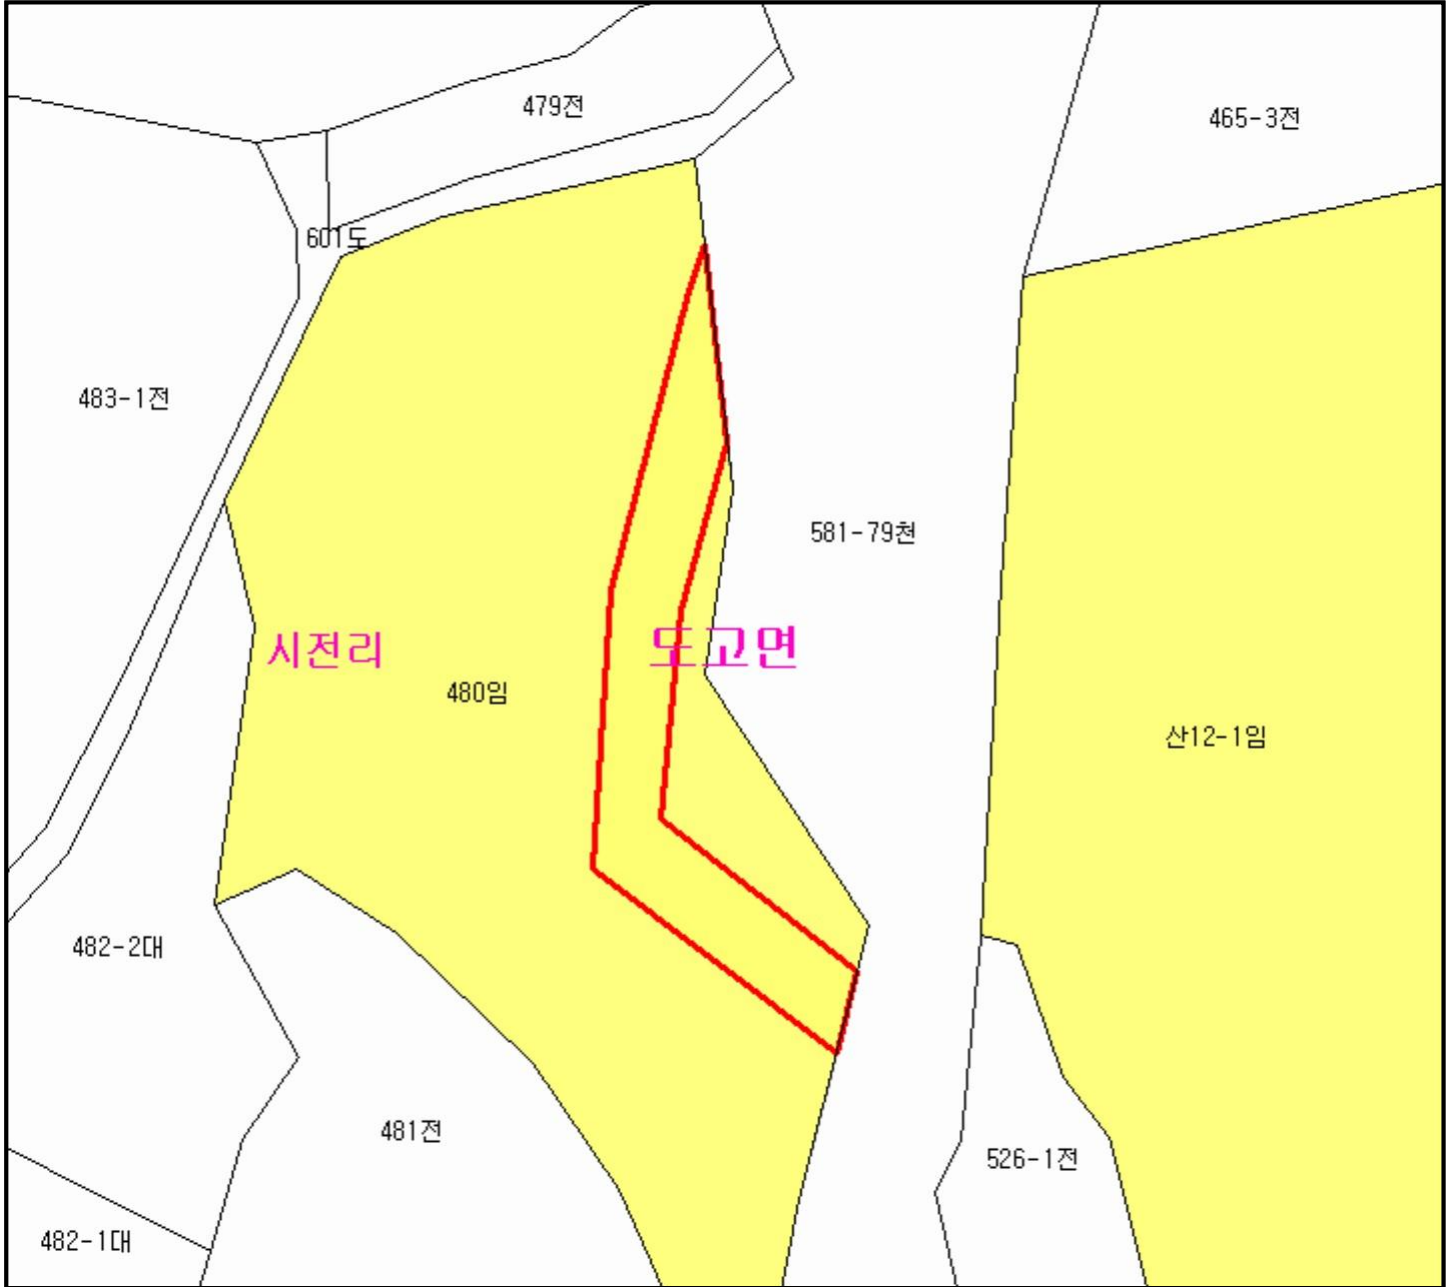 479전
465-3전
601도
483-1전
581-79천
시전리
도고면
480임
산12-1임
482-2대
481전
526-1전
482-1대